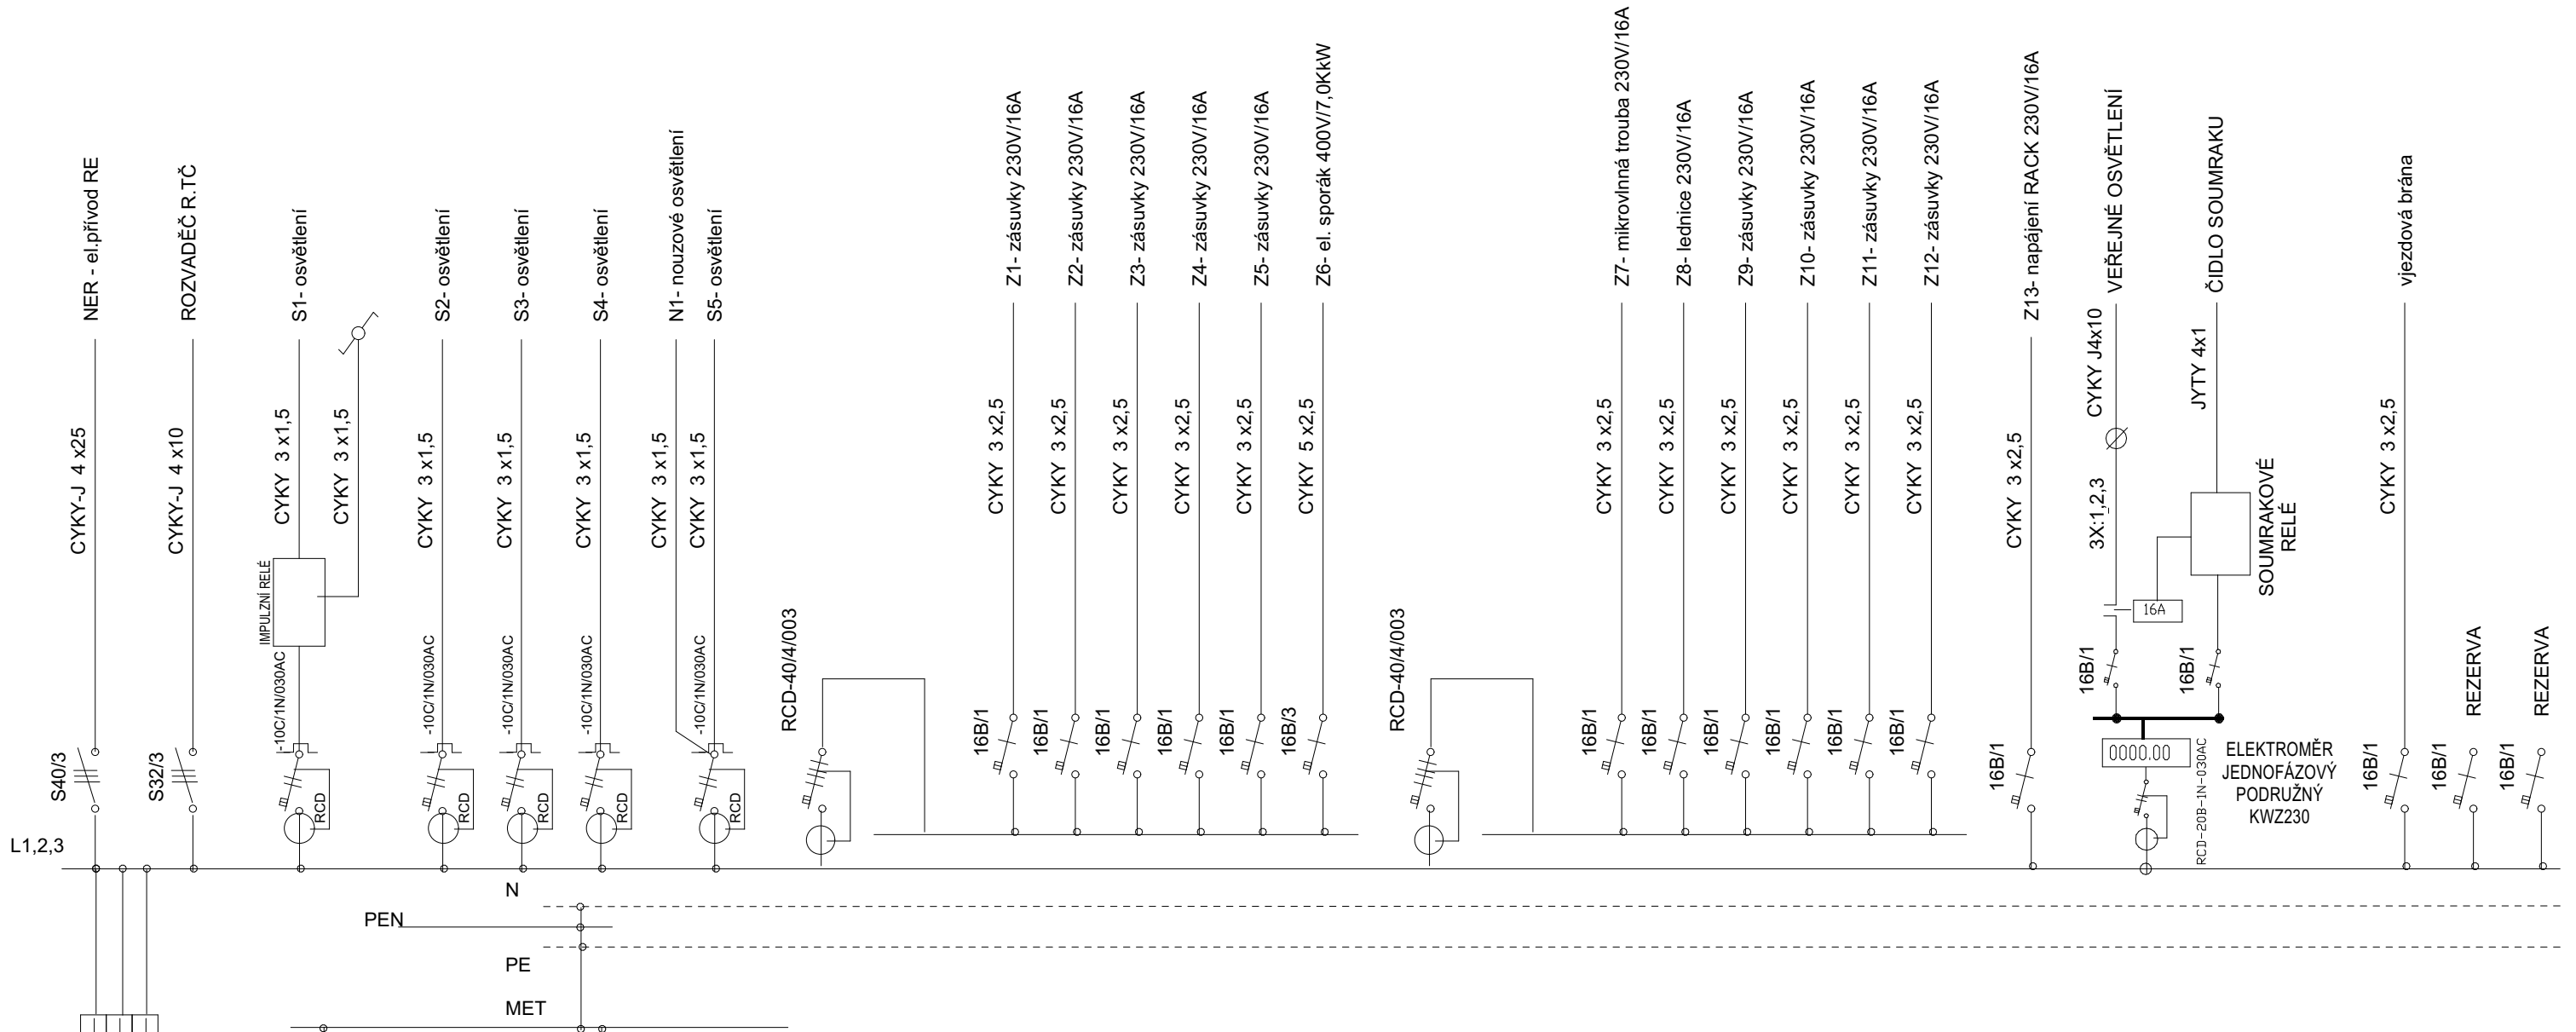 NER - el.přívod RE
CYKY-J 4 x25
S40/3
ROZVADĚČ R.TČ
CYKY-J 4 x10
S32/3
S1- osvětlení
CYKY 3 x1,5
CYKY 3 x1,5
IMPULZNÍ RELÉ
-10C/1N/030AC
RCD
S2- osvětlení
CYKY 3 x1,5
-10C/1N/030AC
RCD
S3- osvětlení
CYKY 3 x1,5
-10C/1N/030AC
RCD
S4- osvětlení
CYKY 3 x1,5
-10C/1N/030AC
RCD
N1- nouzové osvětlení
CYKY 3 x1,5
S5- osvětlení
CYKY 3 x1,5
-10C/1N/030AC
RCD
RCD-40/4/003
Z1- zásuvky 230V/16A
CYKY 3 x2,5
16B/1
Z2- zásuvky 230V/16A
CYKY 3 x2,5
16B/1
Z3- zásuvky 230V/16A
CYKY 3 x2,5
16B/1
Z4- zásuvky 230V/16A
CYKY 3 x2,5
16B/1
Z5- zásuvky 230V/16A
CYKY 3 x2,5
16B/1
Z6- el. sporák 400V/7,0KkW
CYKY 5 x2,5
16B/3
RCD-40/4/003
Z7- mikrovlnná trouba 230V/16A
CYKY 3 x2,5
16B/1
Z8- lednice 230V/16A
CYKY 3 x2,5
16B/1
Z9- zásuvky 230V/16A
CYKY 3 x2,5
16B/1
Z10- zásuvky 230V/16A
CYKY 3 x2,5
16B/1
Z11- zásuvky 230V/16A
CYKY 3 x2,5
16B/1
Z12- zásuvky 230V/16A
CYKY 3 x2,5
16B/1
Z13- napájení RACK 230V/16A
CYKY 3 x2,5
16B/1
VEŘEJNÉ OSVĚTLENÍ
CYKY J4x10
3X:1,2,3
16A
16B/1
ČIDLO SOUMRAKU
JYTY 4x1
SOUMRAKOVÉ
RELÉ
16B/1
0000.00
RCD-20B-1N-030AC
ELEKTROMĚR
JEDNOFÁZOVÝ
PODRUŽNÝ
KWZ230
vjezdová brána
CYKY 3 x2,5
16B/1
REZERVA
16B/1
REZERVA
16B/1
L1,2,3
N
PEN
PE
MET